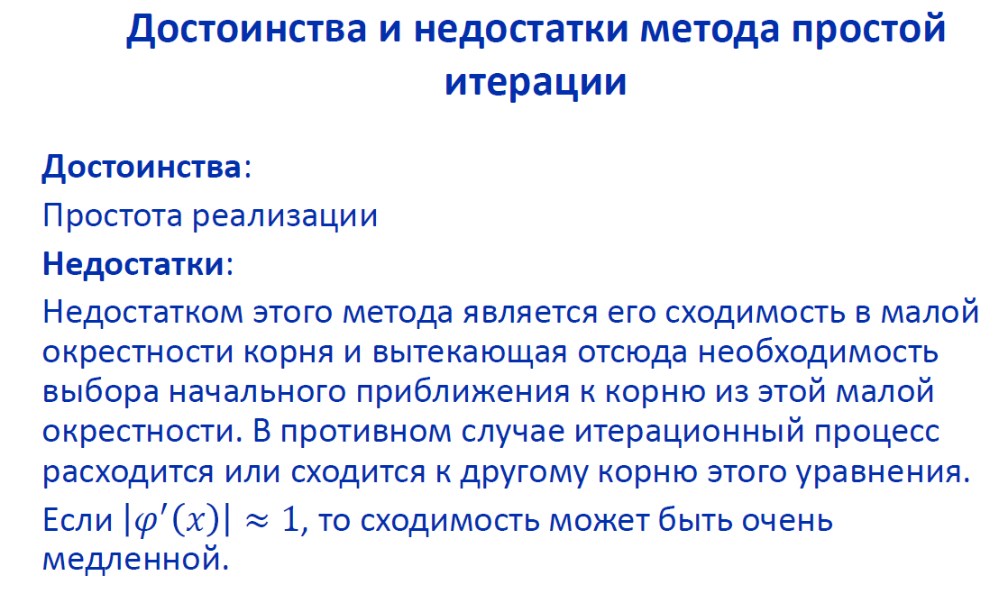 Достоинства и недостатки метода простой
итерации
Достоинства:
Простота реализации
Недостатки:
Недостатком этого метода является его сходимость в малой
окрестности корня и вытекающая отсюда необходимость
выбора начального приближения к корню из этой малой
окрестности. В противном случае итерационный процесс
расходится или сходится к другому корню этого уравнения.
Если |φ′(x)| ≈ 1, то сходимость может быть очень
медленной.